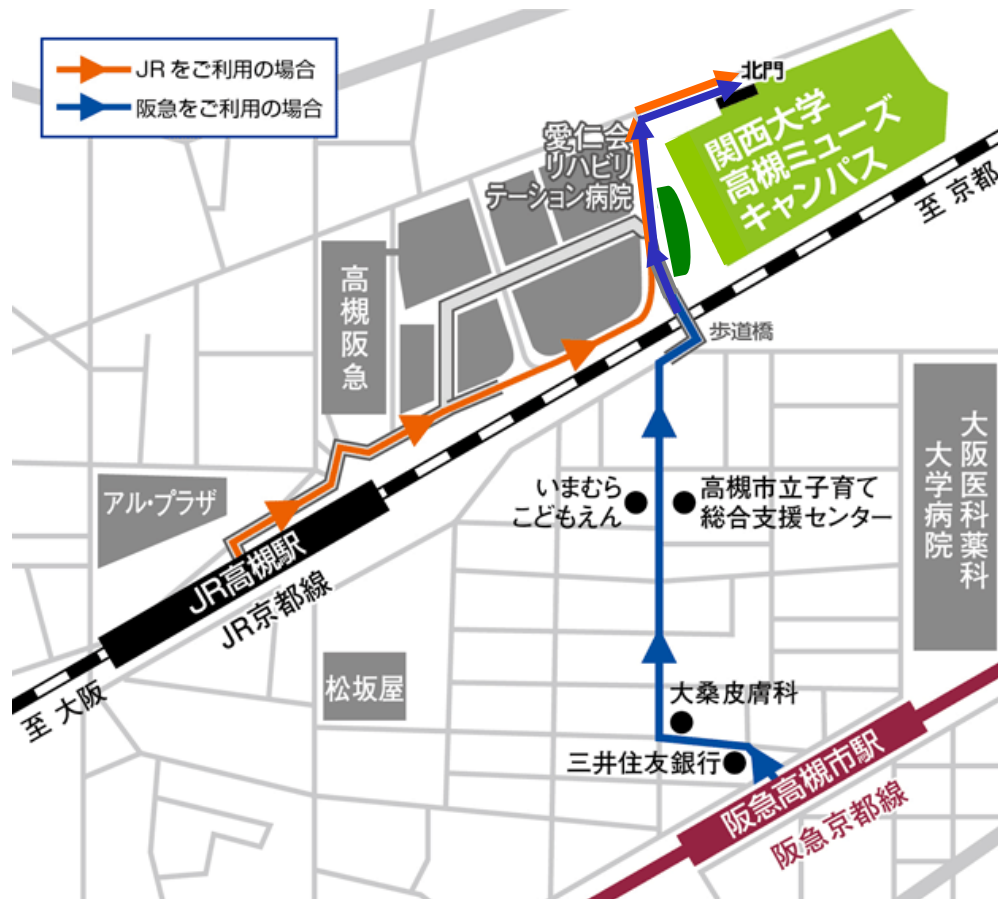 JRをご利用の場合
阪急をご利用の場合
北門
愛仁会
リハビリ
テーション病院
関西大学
高槻ミューズ
キャンパス
至 京都
高槻阪急
歩道橋
アル・プラザ
いまむら
こどもえん
高槻市立子育て
総合支援センター
大阪医科薬科
大学病院
JR高槻駅
JR京都線
至 大阪
松坂屋
大桑皮膚科
三井住友銀行
阪急高槻市駅
阪急京都線